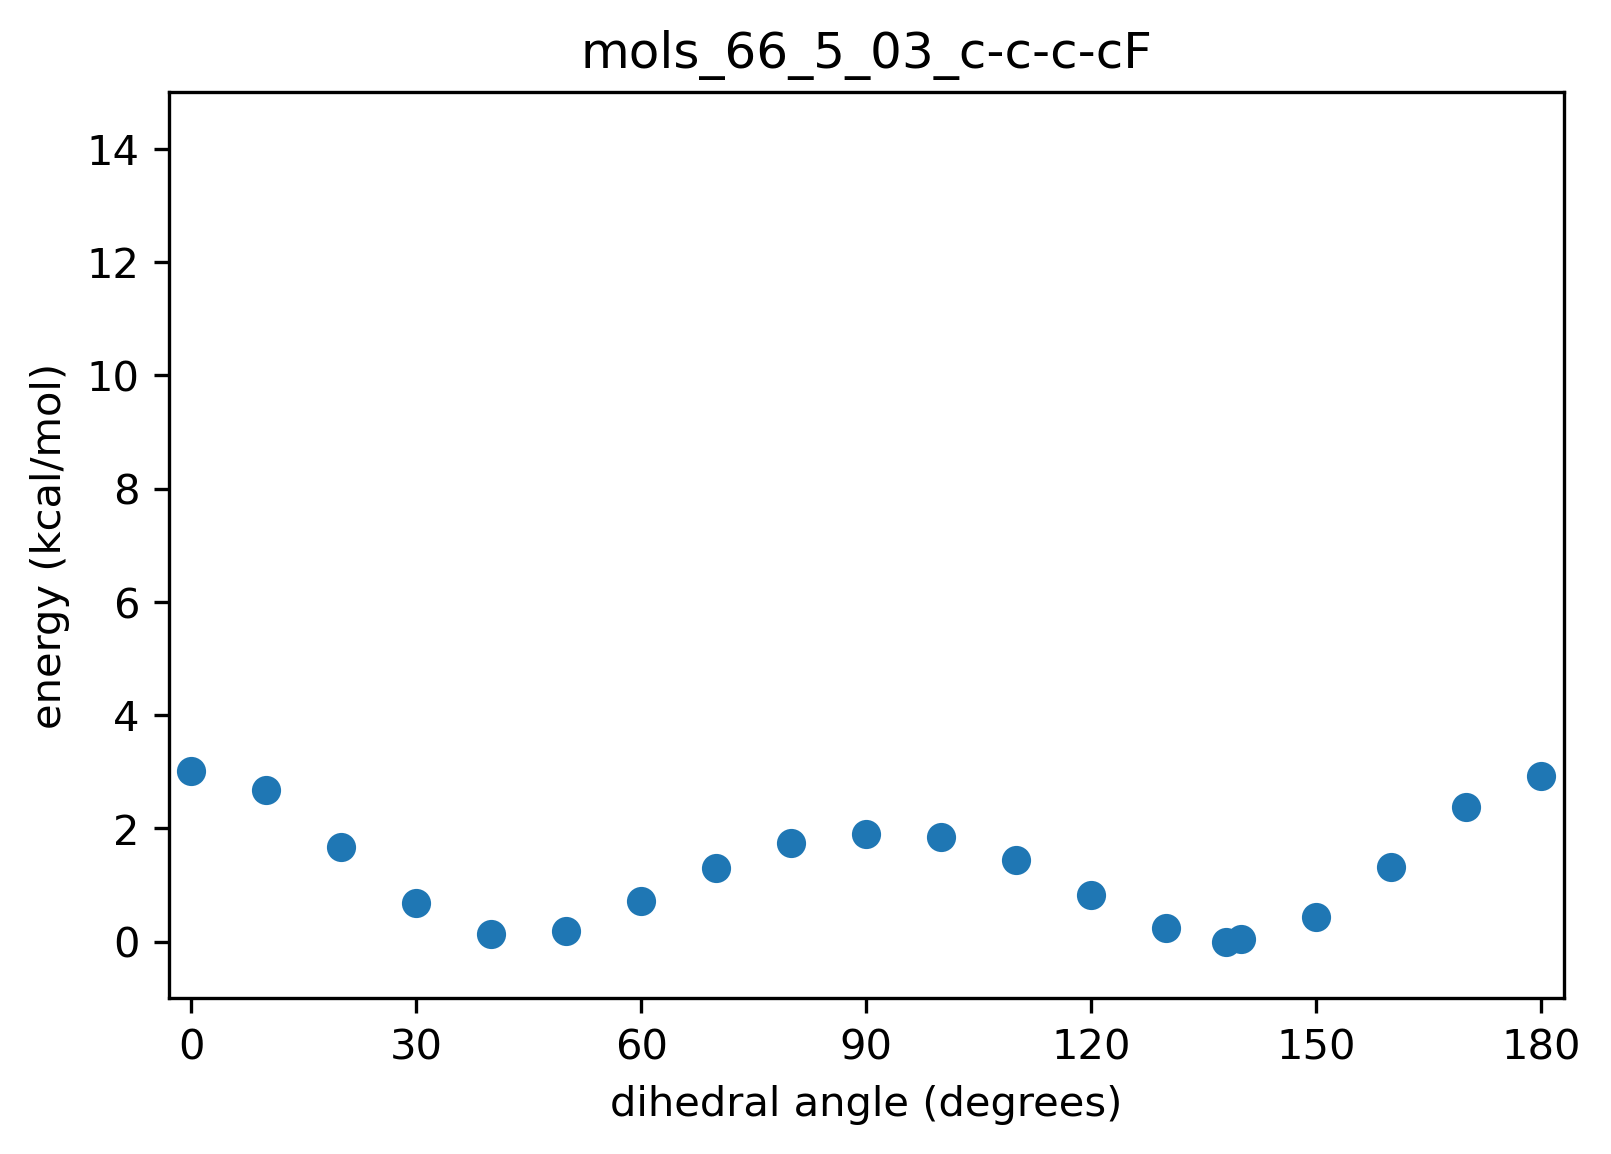 mols_66_5_03_c-c-c-cF
14
12
10
8
6
4
2
0
energy (kcal/mol)
0 30 60 90 120 150 180
dihedral angle (degrees)